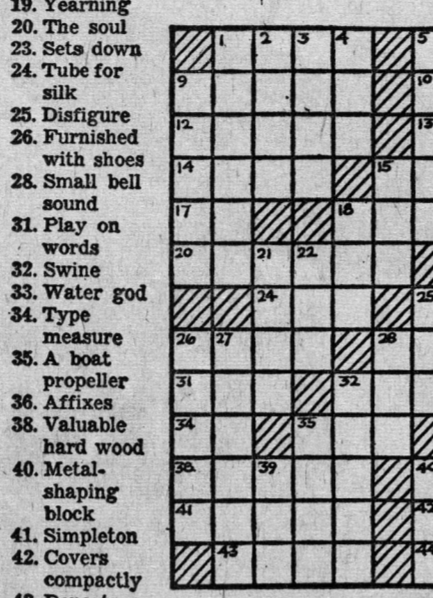 19. Yearning
20. The soul
23. Sets down
24. Tube for
silk
25. Disfigure
26. Furnished
with shoes
28. Small bell
sound
31. Play on
words
32. Swine
33. Water god
34. Type
measure
35. A boat
propeller
36. Affixes
38. Valuable
hard wood
40. Metal-
shaping
block
41. Simpleton
42. Covers
compactly
1 2 3 4 5
9 10
12 13
14 15
17 18
20 21 22
24 25
26 27 28
31 32
34 35
38 39 40
41 42
43 44